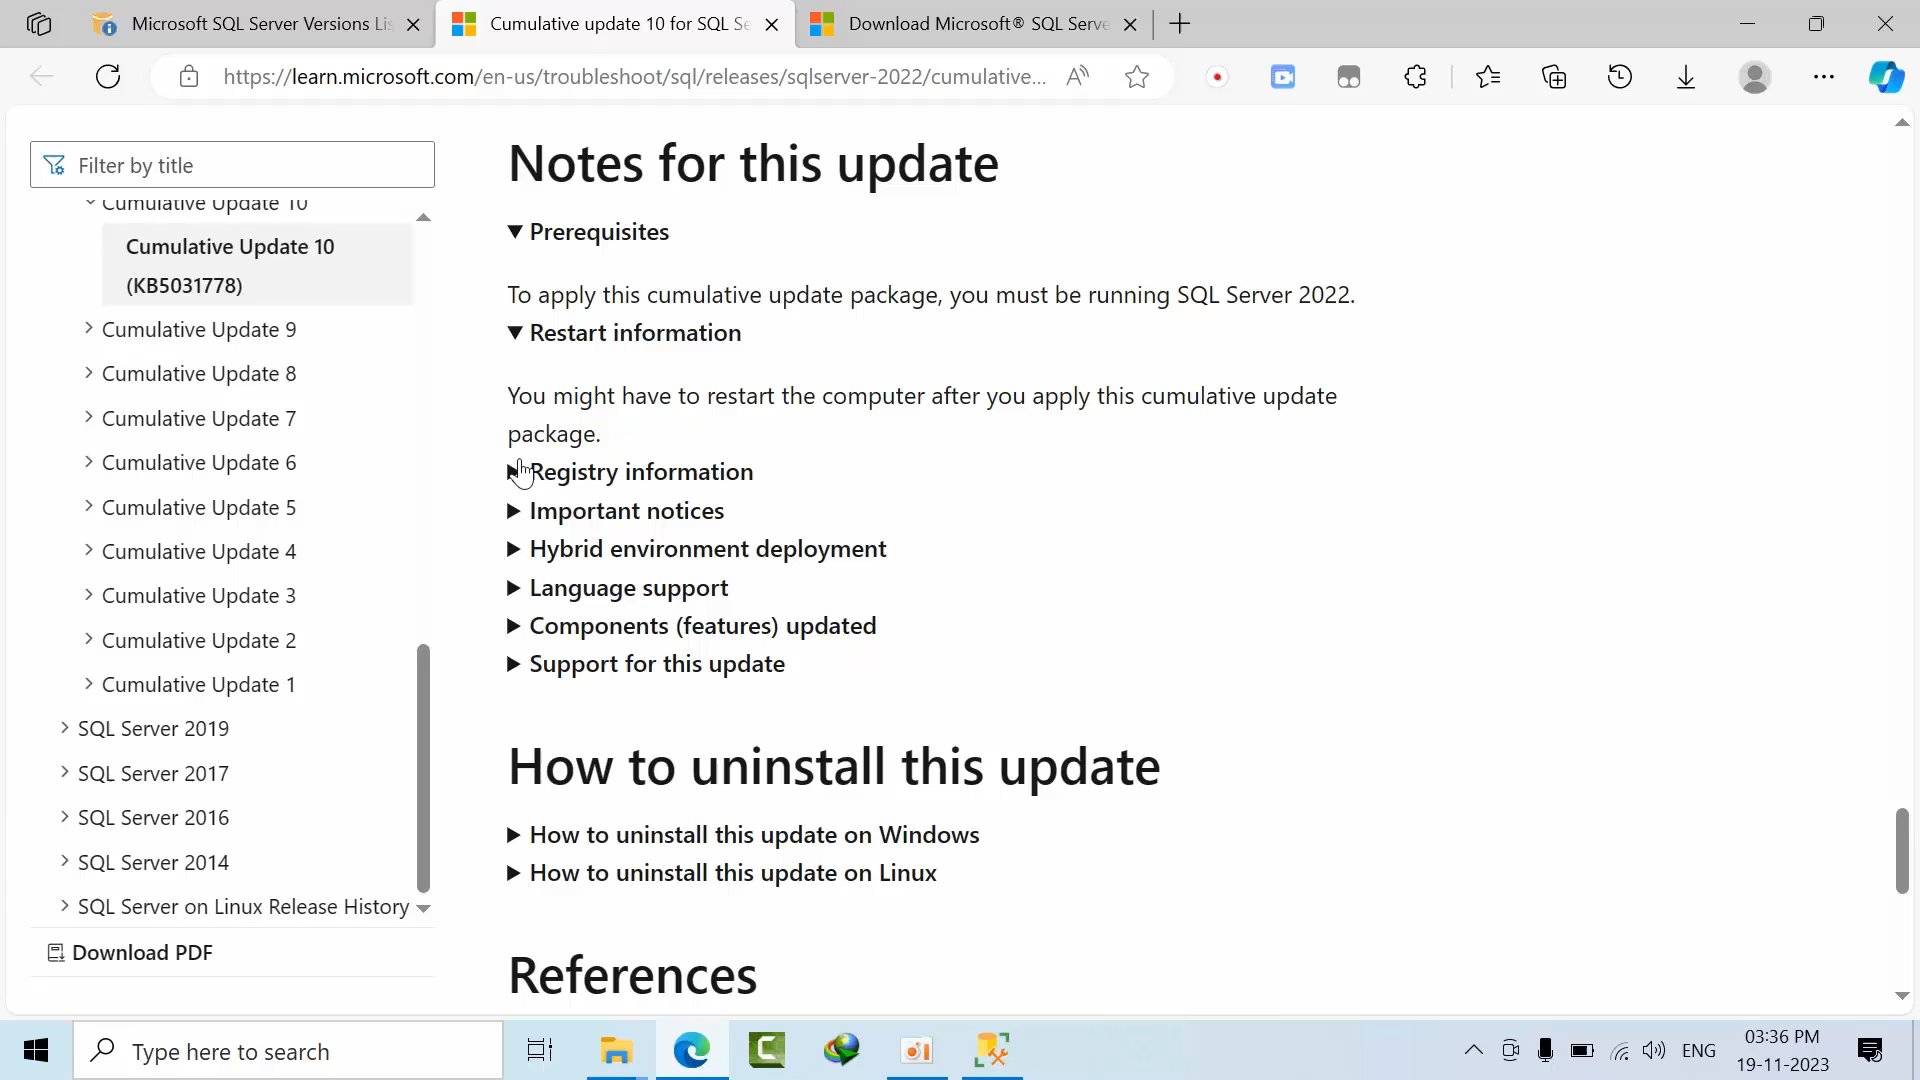 Microsoft SQL Server Versions Lis
Cumulative update 10 for SQL Se
Download Microsoft® SQL Serve
https://learn.microsoft.com/en-us/troubleshoot/sql/releases/sqlserver-2022/cumulative...
Filter by title
Cumulative Update 10
Cumulative Update 10
(KB5031778)
Cumulative Update 9
Cumulative Update 8
Cumulative Update 7
Cumulative Update 6
Cumulative Update 5
Cumulative Update 4
Cumulative Update 3
Cumulative Update 2
Cumulative Update 1
SQL Server 2019
SQL Server 2017
SQL Server 2016
SQL Server 2014
SQL Server on Linux Release History
Download PDF
Notes for this update
Prerequisites
To apply this cumulative update package, you must be running SQL Server 2022.
Restart information
You might have to restart the computer after you apply this cumulative update
package.
Registry information
Important notices
Hybrid environment deployment
Language support
Components (features) updated
Support for this update
How to uninstall this update
How to uninstall this update on Windows
How to uninstall this update on Linux
References
Type here to search
ENG
03:36 PM
19-11-2023